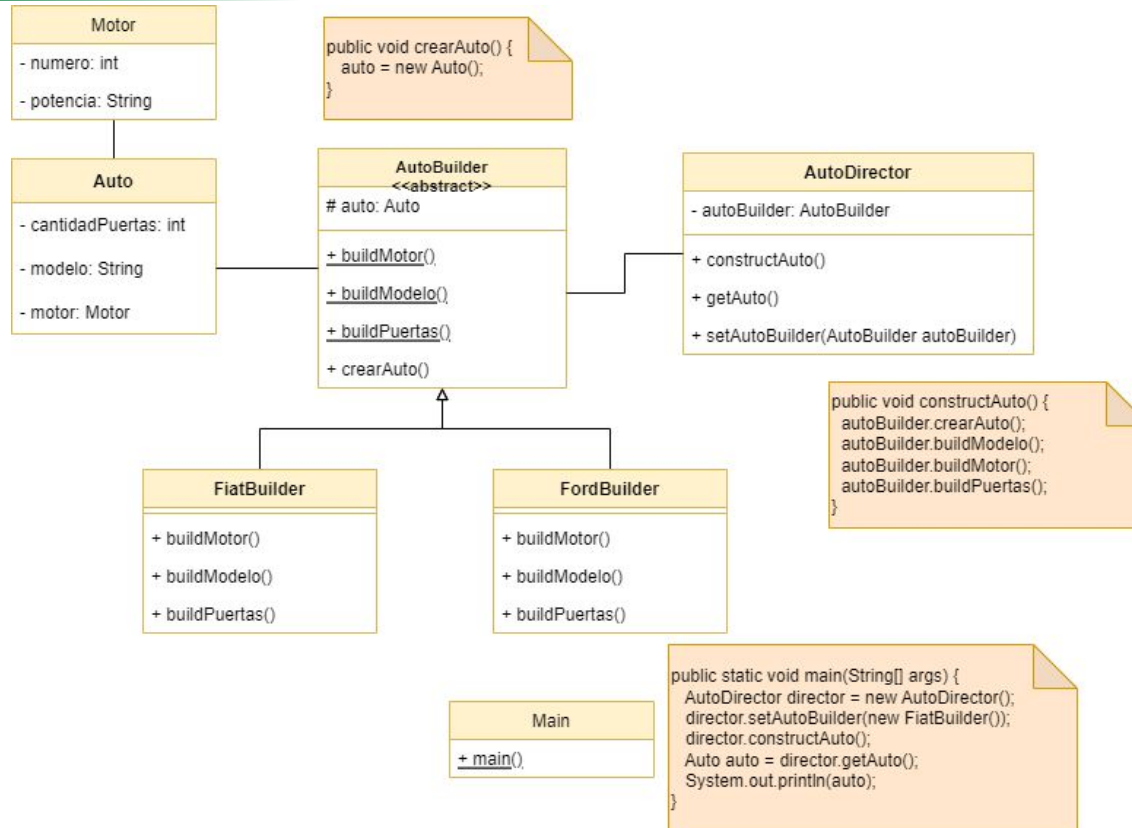 Motor
- numero: int
- potencia: String
public void crearAuto() {
auto = new Auto();
}
Auto
- cantidadPuertas: int
- modelo: String
- motor: Motor
AutoBuilder
<<abstract>>
# auto: Auto
+ buildMotor()
+ buildModelo()
+ buildPuertas()
+ crearAuto()
AutoDirector
- autoBuilder: AutoBuilder
+ constructAuto()
+ getAuto()
+ setAutoBuilder(AutoBuilder autoBuilder)
public void constructAuto() {
autoBuilder.crearAuto();
autoBuilder.buildModelo();
autoBuilder.buildMotor();
autoBuilder.buildPuertas();
}
FiatBuilder
+ buildMotor()
+ buildModelo()
+ buildPuertas()
FordBuilder
+ buildMotor()
+ buildModelo()
+ buildPuertas()
Main
+ main()
public static void main(String[] args) {
AutoDirector director = new AutoDirector();
director.setAutoBuilder(new FiatBuilder());
director.constructAuto();
Auto auto = director.getAuto();
System.out.println(auto);
}